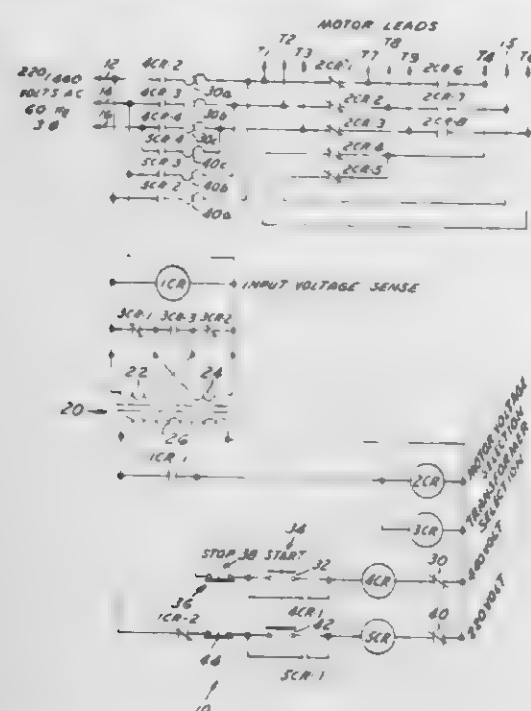 MOTOR LEADS
T2 T8 T5
T1 T3 T7 T9 T4 T6
12 4CR-2 2CR-1 2CR-6
220/440 14 4CR-3 30a 2CR-2 2CR-7
VOLTS AC 16 4CR-4 30b 2CR-3 2CR-8
60 Hz 5CR-4 30c 2CR-4
3 Ø 5CR-3 40c 2CR-5
5CR-2 40b
40a
1CR INPUT VOLTAGE SENSE
3CR-1 3CR-3 3CR-2
22 24
20
26
1CR-1 2CR MOTOR VOLTAGE SELECTION
3CR TRANSFORMER SELECTION
34
STOP 38 START 32 4CR 30 440 VOLT
36 4CR-1
1CR-2 42 5CR 40 220 VOLT
44 5CR-1
10